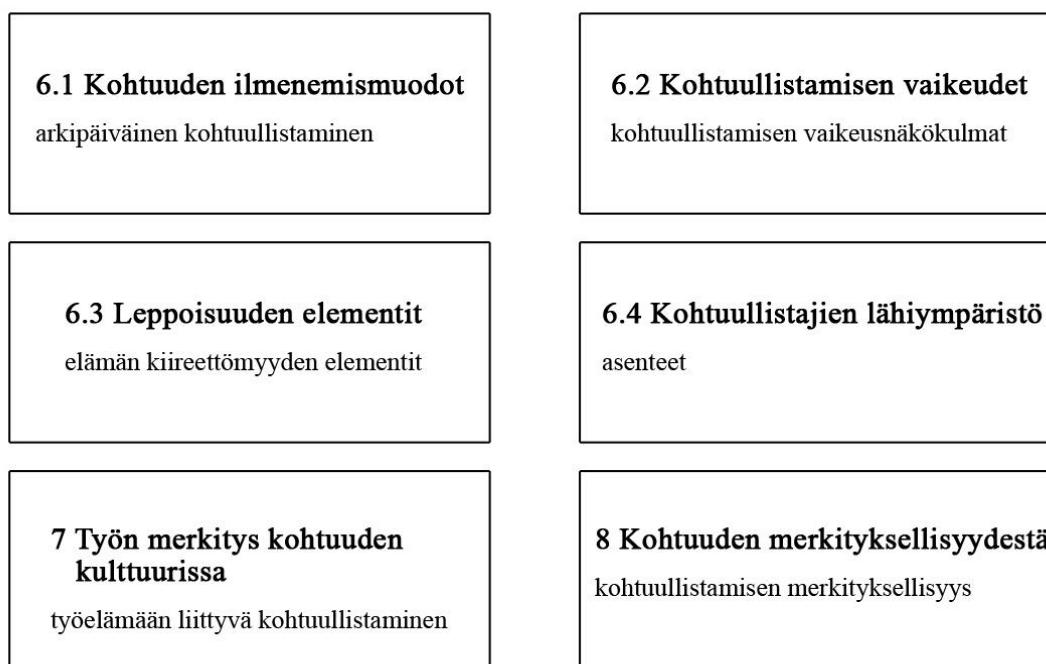 6.1 Kohtuuden ilmenemismuodot
arkipäiväinen kohtuullistaminen
6.2 Kohtuullistamisen vaikeudet
kohtuullistamisen vaikeusnäkökulmat
6.3 Leppoisuuden elementit
elämän kiireettömyyden elementit
6.4 Kohtuullistajien lähiympäristö
asenteet
7 Työn merkitys kohtuuden
kulttuurissa
työelämään liittyvä kohtuullistaminen
8 Kohtuuden merkityksellisyydestä
kohtuullistamisen merkityksellisyys